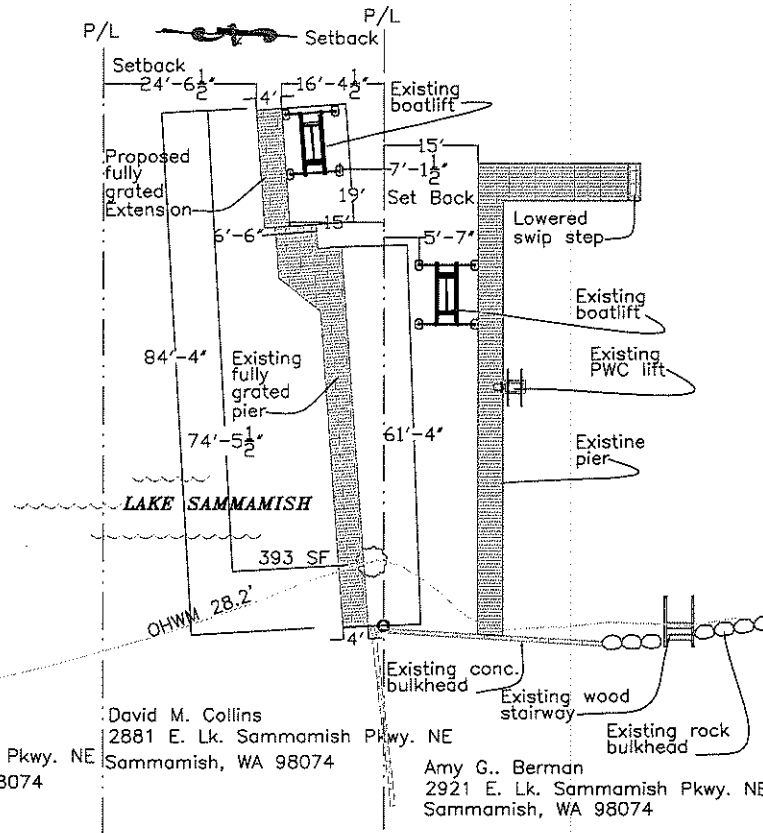 P/L
P/L
Setback
Setback
24'-6 1/2"
16'-4 1/2"
4'
Existing
boatlift
15'
Proposed
fully
grated
Extension
7'-1 1/2"
Set Back
19'
15'
6'-6"
5'-7"
Lowered
swip step
Existing
boatlift
84'-4"
Existing
fully
grated
pier
Existing
PWC lift
74'-5 1/2"
61'-4"
Existine
pier
LAKE SAMMAMISH
393 SF
OHWM 28.2'
4'
Existing conc.
bulkhead
Existing wood
stairway
Existing rock
bulkhead
David M. Collins
2881 E. Lk. Sammamish Pkwy. NE
Sammamish, WA 98074
Pkwy. NE
8074
Amy G.. Berman
2921 E. Lk. Sammamish Pkwy. NE
Sammamish, WA 98074